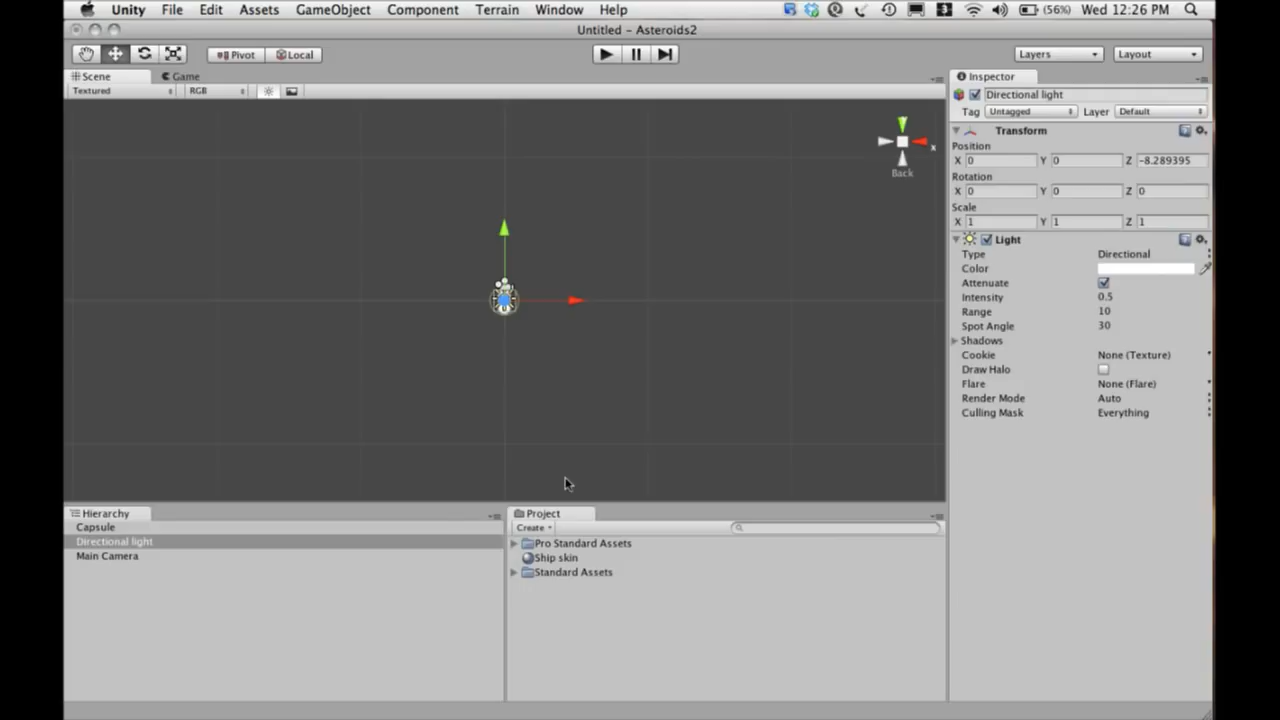 Unity File Edit Assets GameObject Component Terrain Window Help (56%) Wed 12:26 PM
Untitled – Asteroids2
Pivot Local Layers Layout
Scene Game
Textured RGB
x
Back
Inspector
Directional light
Tag Untagged Layer Default
Transform
Position
X 0 Y 0 Z -8.289395
Rotation
X 0 Y 0 Z 0
Scale
X 1 Y 1 Z 1
Light
Type Directional
Color
Attenuate
Intensity 0.5
Range 10
Spot Angle 30
Shadows
Cookie None (Texture)
Draw Halo
Flare None (Flare)
Render Mode Auto
Culling Mask Everything
Hierarchy
Capsule
Directional light
Main Camera
Project
Create
Pro Standard Assets
Ship skin
Standard Assets